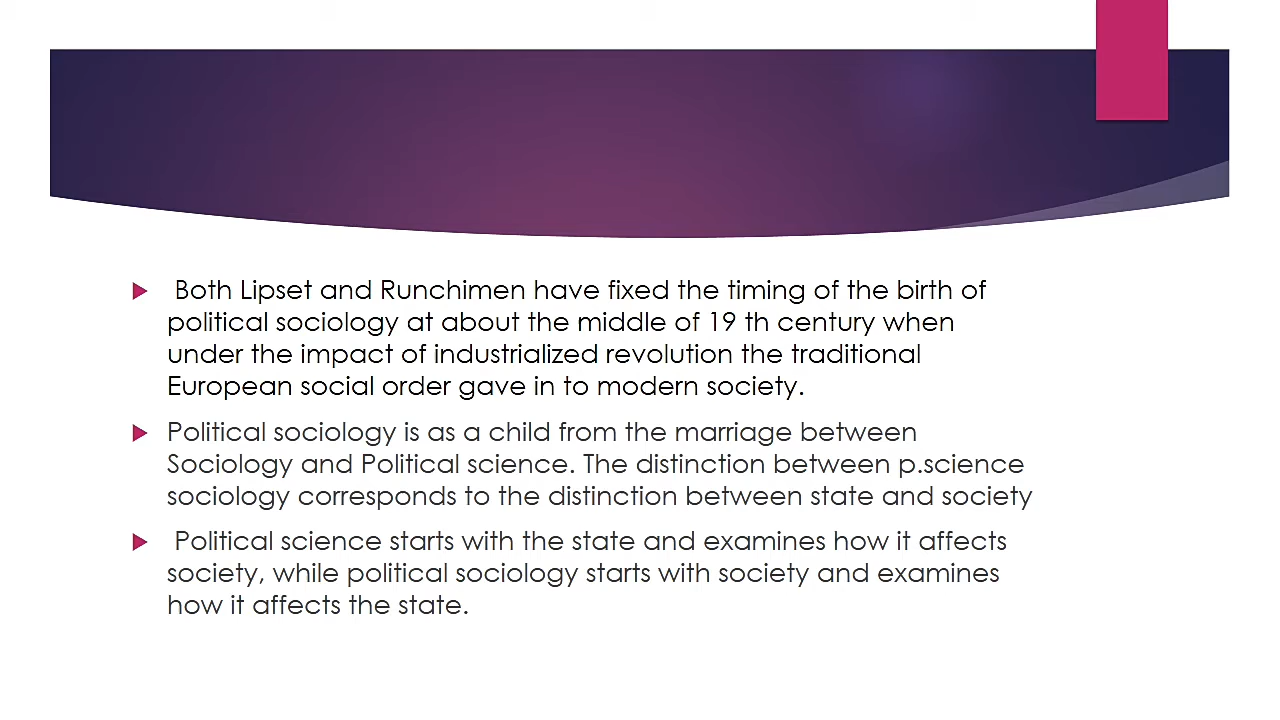 Both Lipset and Runchimen have fixed the timing of the birth of
political sociology at about the middle of 19 th century when
under the impact of industrialized revolution the traditional
European social order gave in to modern society.
Political sociology is as a child from the marriage between
Sociology and Political science. The distinction between p.science
sociology corresponds to the distinction between state and society
Political science starts with the state and examines how it affects
society, while political sociology starts with society and examines
how it affects the state.